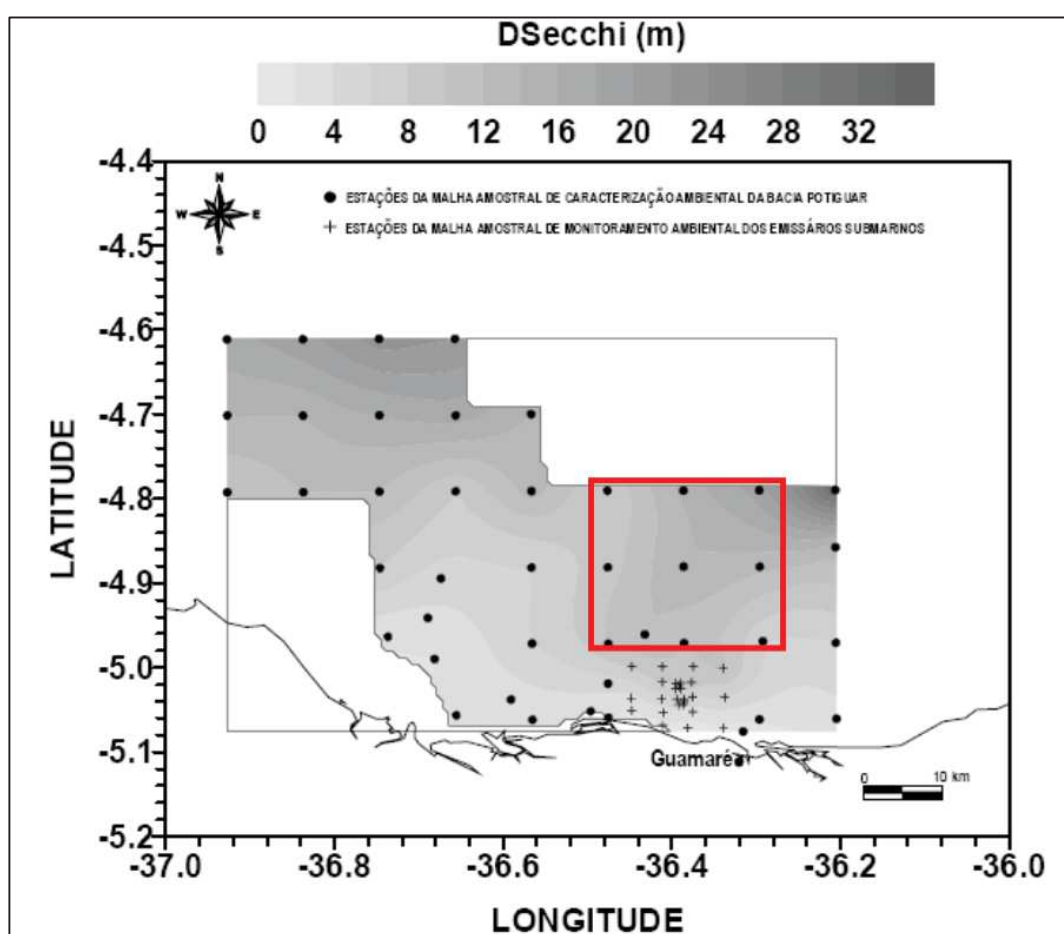 DSecchi (m)
0 4 8 12 16 20 24 28 32
-4.4
N
W E
S
ESTAÇÕES DA MALHA AMOSTRAL DE CARACTERIZAÇÃO AMBIENTAL DA BACIA POTIGUAR
ESTAÇÕES DA MALHA AMOSTRAL DE MONITORAMENTO AMBIENTAL DOS EMISSÁRIOS SUBMARINOS
-4.5
-4.6
-4.7
-4.8
LATITUDE
-4.9
-5.0
-5.1
Guamaré
0 10 km
-5.2
-37.0 -36.8 -36.6 -36.4 -36.2 -36.0
LONGITUDE